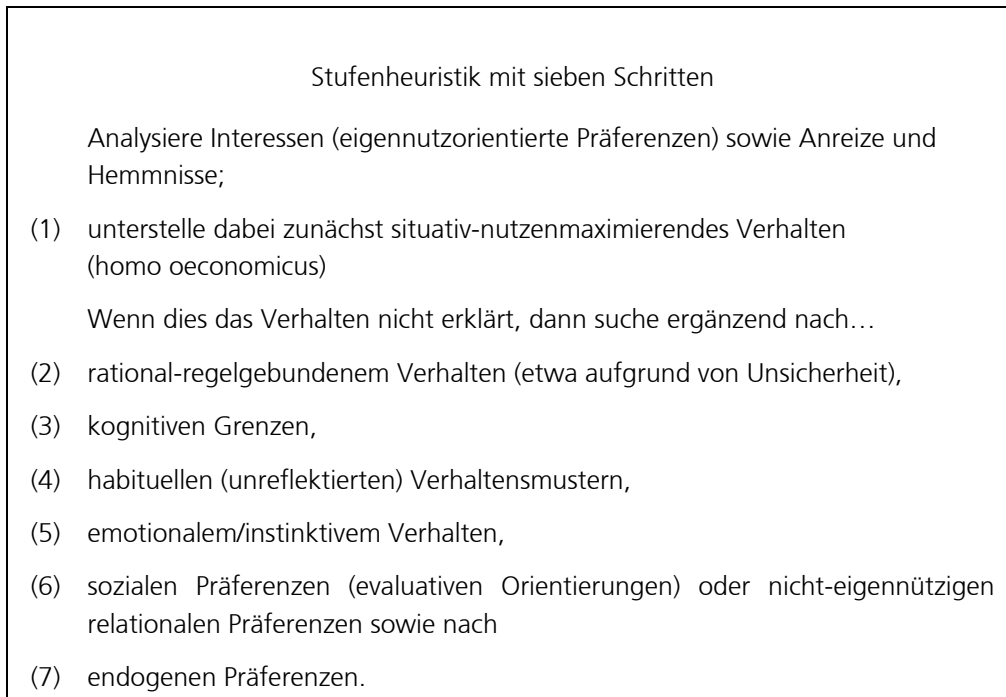 Stufenheuristik mit sieben Schritten
Analysiere Interessen (eigennutzorientierte Präferenzen) sowie Anreize und
Hemmnisse;
(1) unterstelle dabei zunächst situativ-nutzenmaximierendes Verhalten
(homo oeconomicus)
Wenn dies das Verhalten nicht erklärt, dann suche ergänzend nach…
(2) rational-regelgebundenem Verhalten (etwa aufgrund von Unsicherheit),
(3) kognitiven Grenzen,
(4) habituellen (unreflektierten) Verhaltensmustern,
(5) emotionalem/instinktivem Verhalten,
(6) sozialen Präferenzen (evaluativen Orientierungen) oder nicht-eigennützigen
relationalen Präferenzen sowie nach
(7) endogenen Präferenzen.